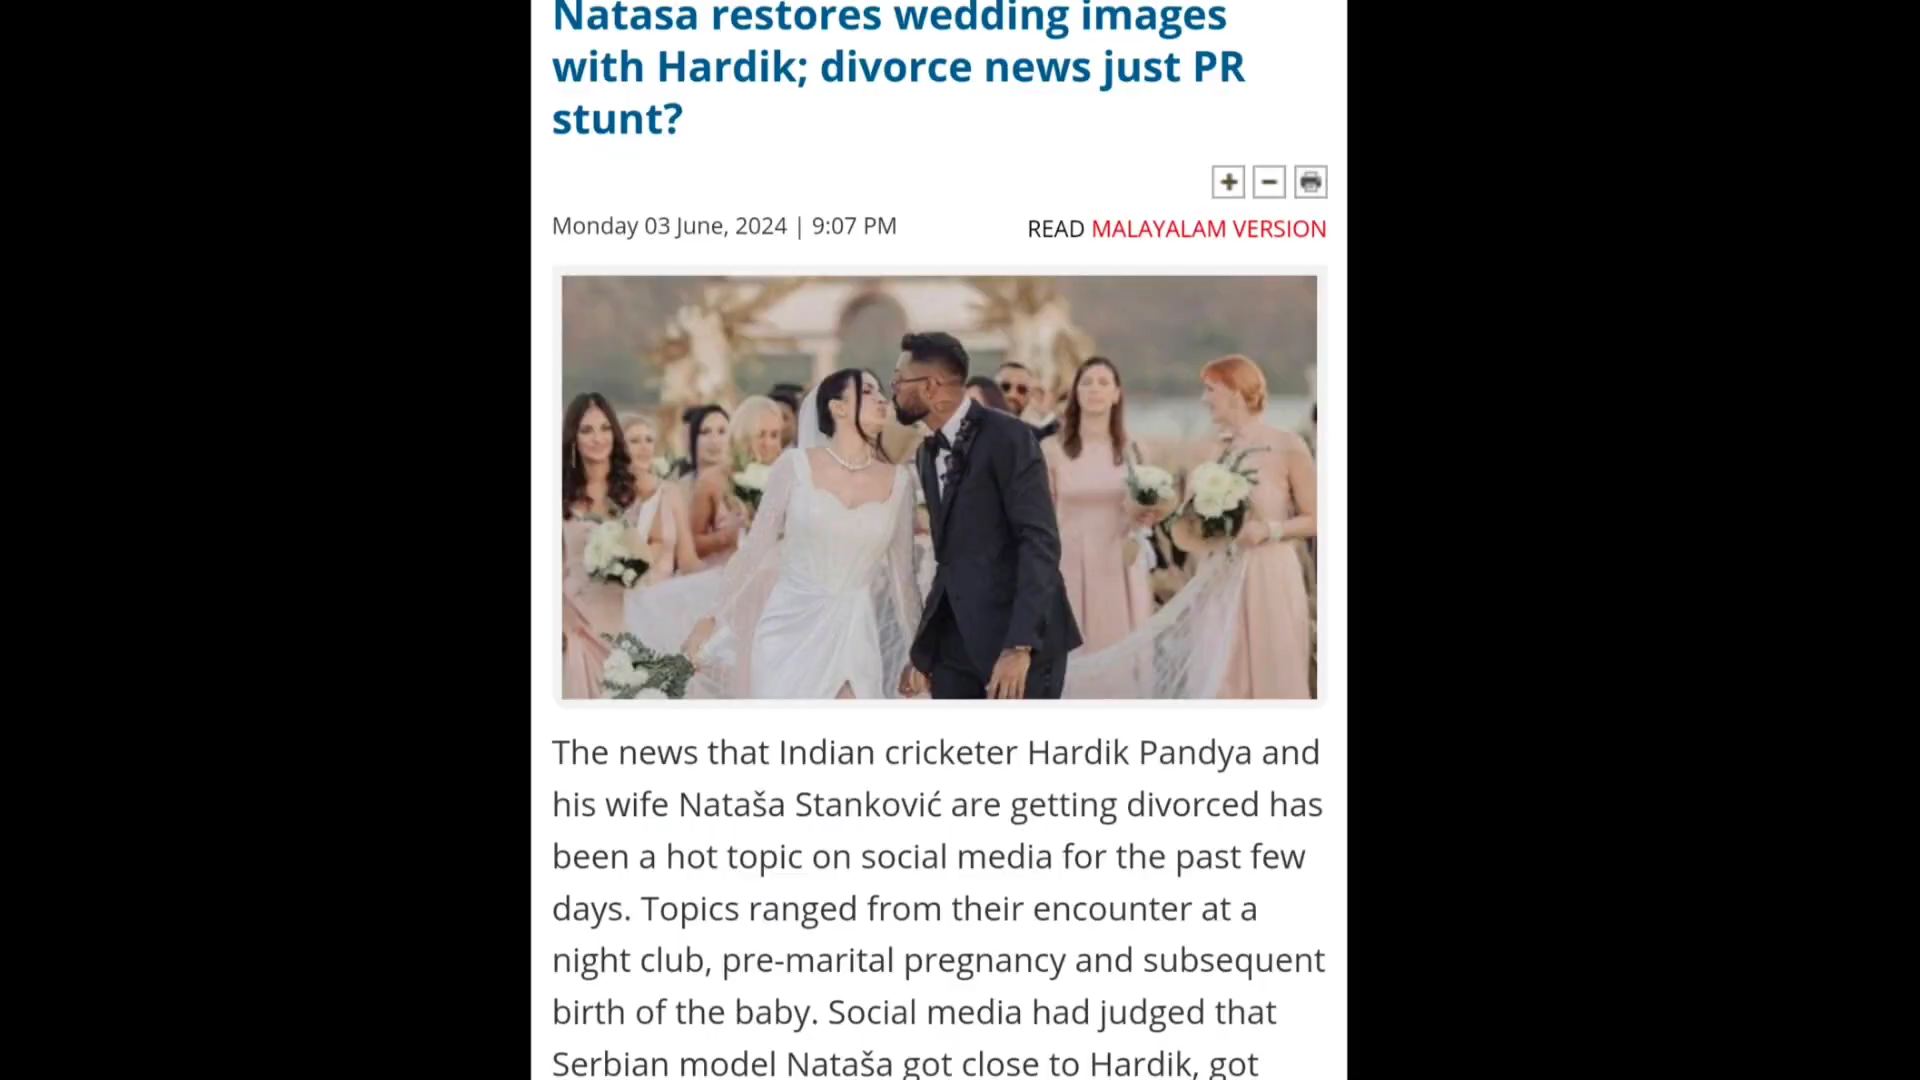 Natasa restores wedding images
with Hardik; divorce news just PR
stunt?
Monday 03 June, 2024 | 9:07 PM
READ MALAYALAM VERSION
The news that Indian cricketer Hardik Pandya and
his wife Nataša Stanković are getting divorced has
been a hot topic on social media for the past few
days. Topics ranged from their encounter at a
night club, pre-marital pregnancy and subsequent
birth of the baby. Social media had judged that
Serbian model Nataša got close to Hardik, got